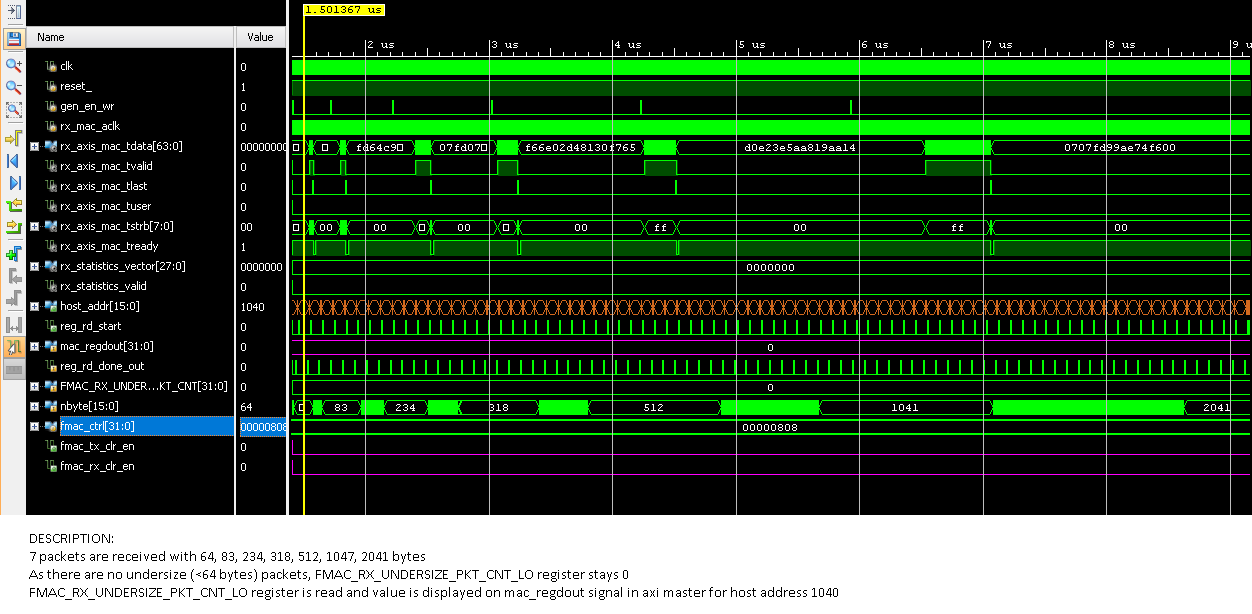 1.501367 us
Name Value
2 us 3 us 4 us 5 us 6 us 7 us 8 us 9 u
clk 0
reset_ 1
gen_en_wr 0
rx_mac_aclk 0
rx_axis_mac_tdata[63:0] 00000000 fd64c9 07fd07 f66e02d48130f765 d0e23e5aa819aa14 0707fd99ae74f600
rx_axis_mac_tvalid 0
rx_axis_mac_tlast 0
rx_axis_mac_tuser 0
rx_axis_mac_tstrb[7:0] 00 00 00 00 00 ff 00 ff 00
rx_axis_mac_tready 1
rx_statistics_vector[27:0] 0000000 0000000
rx_statistics_valid 0
host_addr[15:0] 1040
reg_rd_start 0
mac_regdout[31:0] 0 0
reg_rd_done_out 0
FMAC_RX_UNDER...KT_CNT[31:0] 0 0
nbyte[15:0] 64 83 234 318 512 1041 2041
fmac_ctrl[31:0] 00000808 00000808
fmac_tx_clr_en 0
fmac_rx_clr_en 0
DESCRIPTION:
7 packets are received with 64, 83, 234, 318, 512, 1047, 2041 bytes
As there are no undersize (<64 bytes) packets, FMAC_RX_UNDERSIZE_PKT_CNT_LO register stays 0
FMAC_RX_UNDERSIZE_PKT_CNT_LO register is read and value is displayed on mac_regdout signal in axi master for host address 1040